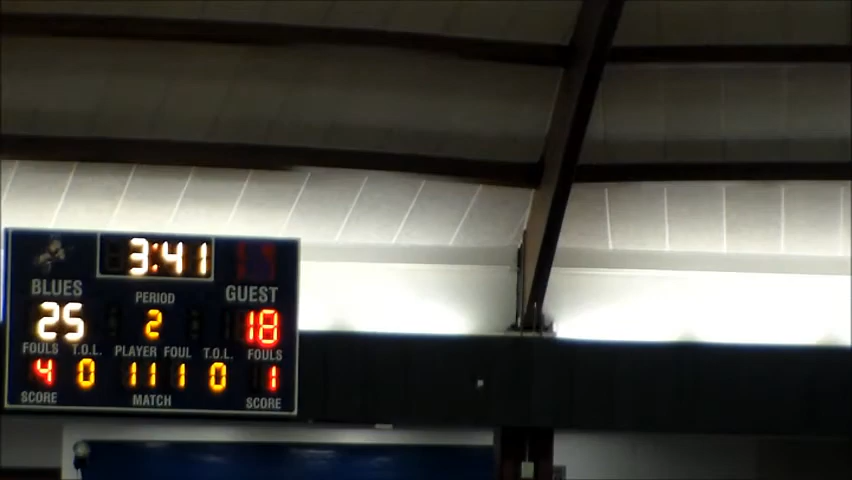 3:41
BLUES PERIOD GUEST
25 2 18
FOULS T.O.L. PLAYER FOUL T.O.L. FOULS
4 0 11 1 0 1
SCORE MATCH SCORE